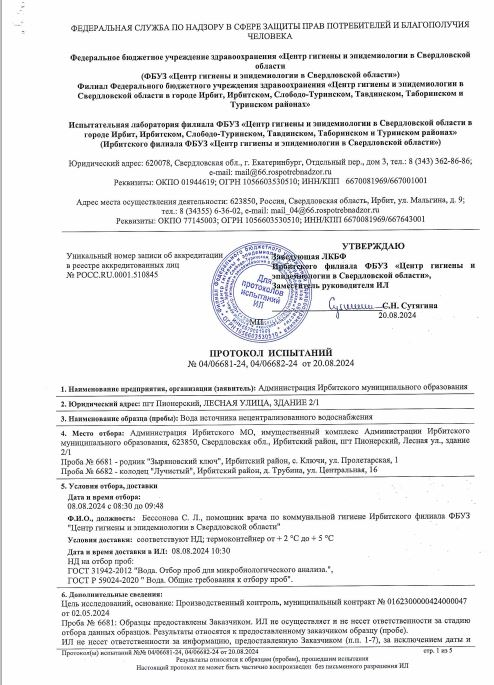 ФЕДЕРАЛЬНАЯ СЛУЖБА ПО НАДЗОРУ В СФЕРЕ ЗАЩИТЫ ПРАВ ПОТРЕБИТЕЛЕЙ И БЛАГОПОЛУЧИЯ
ЧЕЛОВЕКА
Федеральное бюджетное учреждение здравоохранения «Центр гигиены и эпидемиологии в Свердловской
области
(ФБУЗ «Центр гигиены и эпидемиологии в Свердловской области»)
Филиал Федерального бюджетного учреждения здравоохранения «Центр гигиены и эпидемиологии в
Свердловской области в городе Ирбит, Ирбитском, Слободо-Туринском, Тавдинском, Таборинском и
Туринском районах»
Испытательная лаборатория филиала ФБУЗ «Центр гигиены и эпидемиологии в Свердловской области в
городе Ирбит, Ирбитском, Слободо-Туринском, Тавдинском, Таборинском и Туринском районах»
(Ирбитского филиала ФБУЗ «Центр гигиены и эпидемиологии в Свердловской области»)
Юридический адрес: 620078, Свердловская обл., г. Екатеринбург, Отдельный пер., дом 3, тел.: 8 (343) 362-86-86;
e-mail: mail@66.rospotrebnadzor.ru
Реквизиты: ОКПО 01944619; ОГРН 1056603530510; ИНН/КПП 6670081969/667001001
Адрес места осуществления деятельности: 623850, Россия, Свердловская область, Ирбит, ул. Мальгина, д. 9;
тел.: 8 (34355) 6-36-02, e-mail: mail_04@66.rospotrebnadzor.ru
Реквизиты: ОКПО 77145003; ОГРН 1056603530510; ИНН/КПП 6670081969/667643001
УТВЕРЖДАЮ
Уникальный номер записи об аккредитации
в реестре аккредитованных лиц
№ РОСС.RU.0001.510845
Заведующая ЛКБФ
Ирбитского филиала ФБУЗ «Центр гигиены и
эпидемиологии в Свердловской области»,
Заместитель руководителя ИЛ
Для
протоколов
испытаний
ИЛ
С.Н. Сутягина
МП
20.08.2024
ПРОТОКОЛ ИСПЫТАНИЙ
№ 04/06681-24, 04/06682-24 от 20.08.2024
1. Наименование предприятия, организации (заявитель): Администрация Ирбитского муниципального образования
2. Юридический адрес: пгт Пионерский, ЛЕСНАЯ УЛИЦА, ЗДАНИЕ 2/1
3. Наименование образца (пробы): Вода источника нецентрализованного водоснабжения
4. Место отбора: Администрация Ирбитского МО, имущественный комплекс Администрации Ирбитского
муниципального образования, 623850, Свердловская обл., Ирбитский район, пгт Пионерский, Лесная ул., здание
2/1
Проба № 6681 - родник "Зыряновский ключ", Ирбитский район, с. Ключи, ул. Пролетарская, 1
Проба № 6682 - колодец "Лучистый", Ирбитский район, д. Трубина, ул. Центральная, 16
5. Условия отбора, доставки
Дата и время отбора:
08.08.2024 с 08:30 до 09:48
Ф.И.О., должность: Бессонова С. Л., помощник врача по коммунальной гигиене Ирбитского филиала ФБУЗ
"Центр гигиены и эпидемиологии в Свердловской области"
Условия доставки: соответствуют НД; термоконтейнер от + 2 °С до + 5 °С
Дата и время доставки в ИЛ: 08.08.2024 10:30
НД на отбор проб:
ГОСТ 31942-2012 "Вода. Отбор проб для микробиологического анализа.",
ГОСТ Р 59024-2020 " Вода. Общие требования к отбору проб".
6. Дополнительные сведения:
Цель исследований, основание: Производственный контроль, муниципальный контракт № 0162300000424000047
от 02.05.2024
Проба № 6681: Образцы предоставлены Заказчиком. ИЛ не осуществляет и не несет ответственности за стадию
отбора данных образцов. Результаты относятся к предоставленному заказчиком образцу (пробе).
ИЛ не несет ответственности за информацию, предоставленную Заказчиком (п.п. 1-7), за исключением даты и
Протокол(ы) испытаний №№ 04/06681-24, 04/06682-24 от 20.08.2024 стр. 1 из 5
Результаты относятся к образцам (пробам), прошедшим испытания
Настоящий протокол не может быть частично воспроизведен без письменного разрешения ИЛ